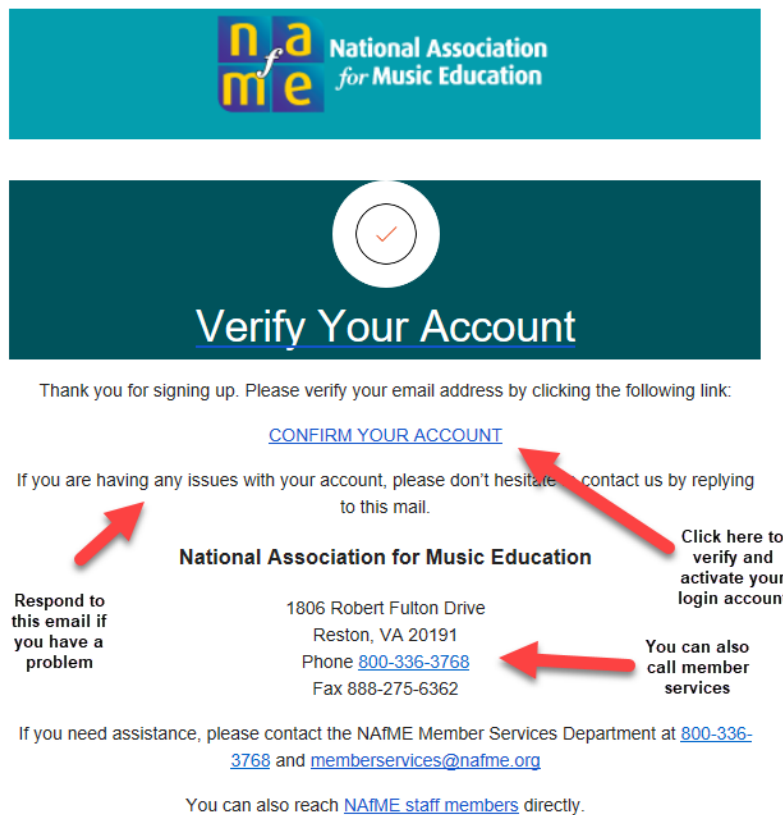 n f a
m e
National Association
for Music Education
Verify Your Account
Thank you for signing up. Please verify your email address by clicking the following link:
CONFIRM YOUR ACCOUNT
If you are having any issues with your account, please don't hesitate contact us by replying
to this mail.
Click here to
verify and
activate your
login account
National Association for Music Education
Respond to
this email if
you have a
problem
1806 Robert Fulton Drive
Reston, VA 20191
Phone 800-336-3768
Fax 888-275-6362
You can also
call member
services
If you need assistance, please contact the NAfME Member Services Department at 800-336-
3768 and memberservices@nafme.org
You can also reach NAfME staff members directly.